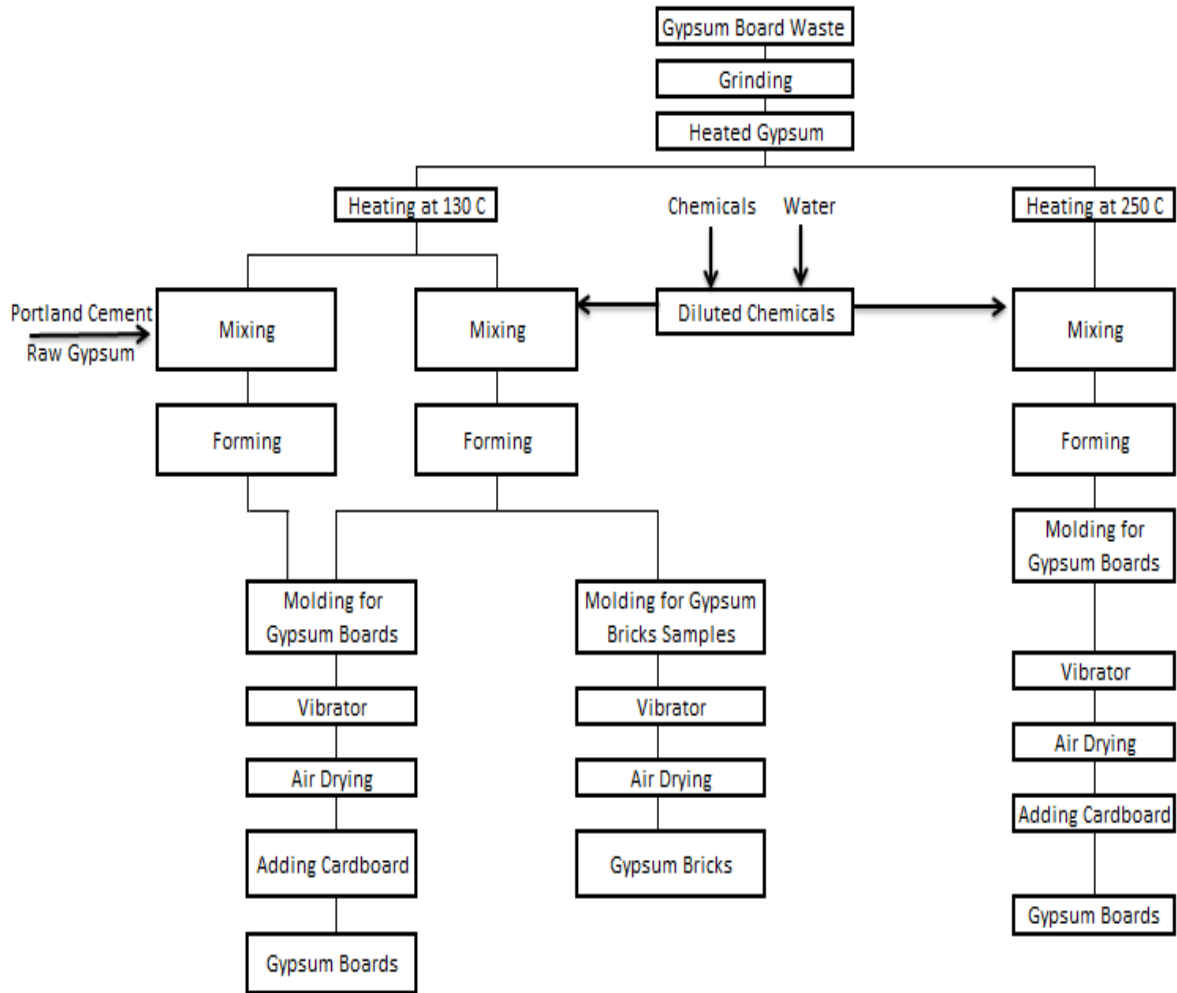 Gypsum Board Waste
Grinding
Heated Gypsum
Heating at 130 C
Chemicals
Water
Heating at 250 C
Portland Cement
Raw Gypsum
Mixing
Mixing
Diluted Chemicals
Mixing
Forming
Forming
Forming
Molding for
Gypsum Boards
Molding for
Gypsum Boards
Molding for Gypsum
Bricks Samples
Vibrator
Vibrator
Vibrator
Air Drying
Air Drying
Air Drying
Adding Cardboard
Gypsum Bricks
Adding Cardboard
Gypsum Boards
Gypsum Boards